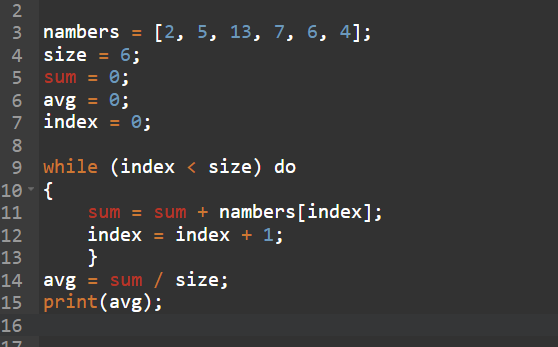 2
3 nambers = [2, 5, 13, 7, 6, 4];
4 size = 6;
5 sum = 0;
6 avg = 0;
7 index = 0;
8
9 while (index < size) do
10 {
11     sum = sum + nambers[index];
12     index = index + 1;
13     }
14 avg = sum / size;
15 print(avg);
16
17